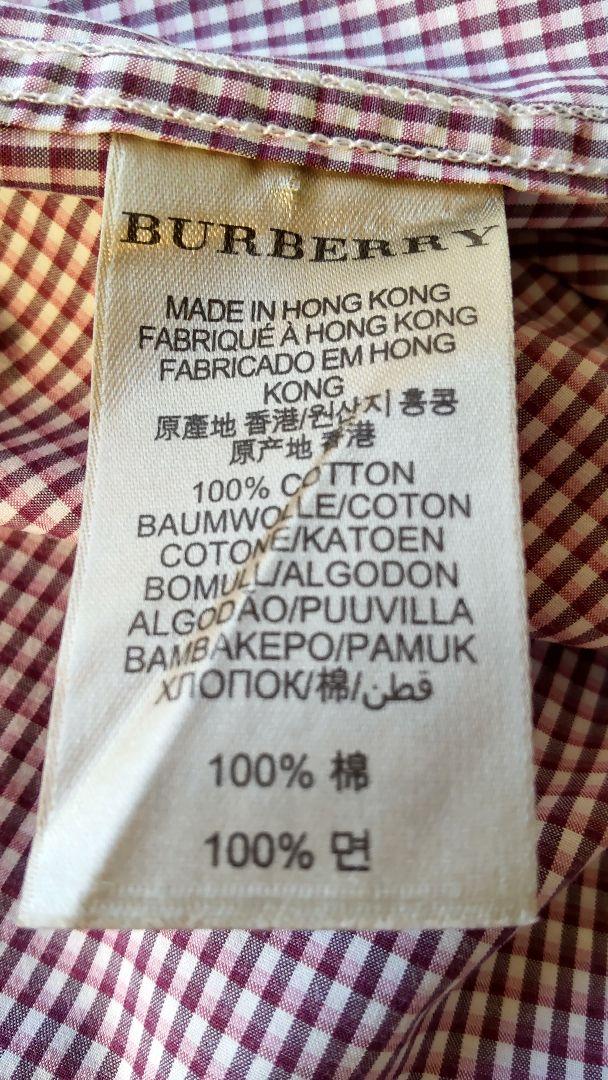 BURBERRY
MADE IN HONG KONG
FABRIQUÉ À HONG KONG
FABRICADO EM HONG
KONG
原產地 香港/원산지 홍콩
原产地 香港
100% COTTON
BAUMWOLLE/COTON
COTONE/KATOEN
BOMULL/ALGODON
ALGODAO/PUUVILLA
BAMBAKEPO/PAMUK
ХЛОПОК/棉/قطن
100% 棉
100% 면